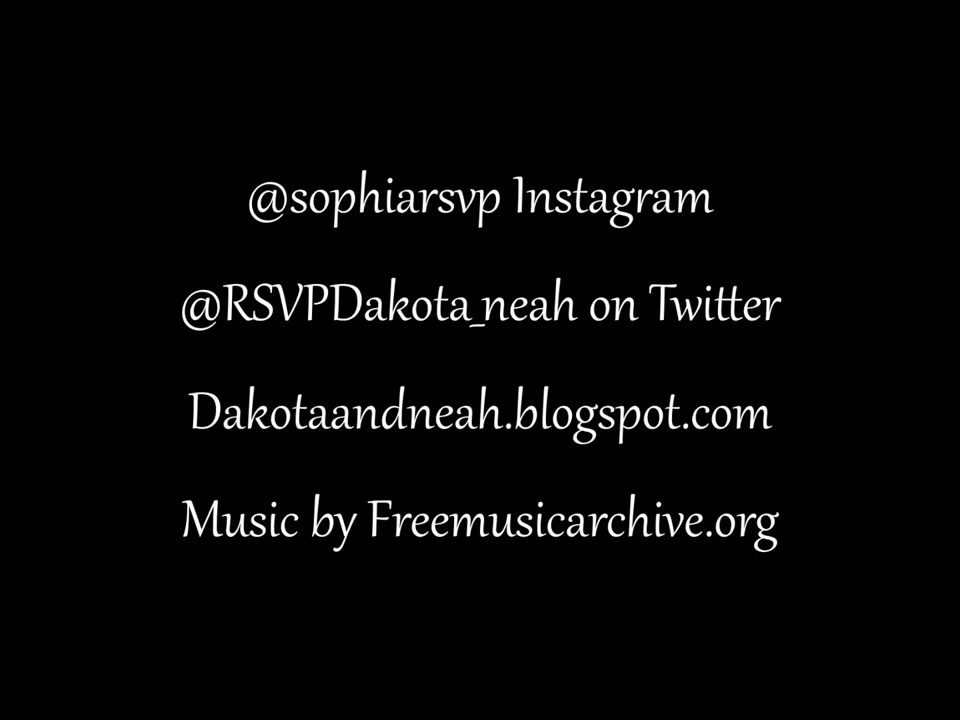 @sophiarsvp Instagram
@RSVPDakota_neah on Twitter
Dakotaandneah.blogspot.com
Music by Freemusicarchive.org